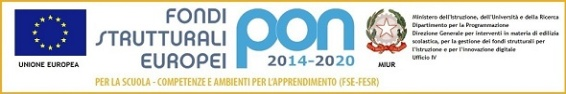 UNIONE EUROPEA
FONDI
STRUTTURALI
EUROPEI
pon
2014-2020
MIUR
Ministero dell'Istruzione, dell'Università e della Ricerca
Dipartimento per la Programmazione
Direzione Generale per interventi in materia di edilizia
scolastica, per la gestione dei fondi strutturali per
l'istruzione e per l'innovazione digitale
Ufficio IV
PER LA SCUOLA - COMPETENZE E AMBIENTI PER L'APPRENDIMENTO (FSE-FESR)